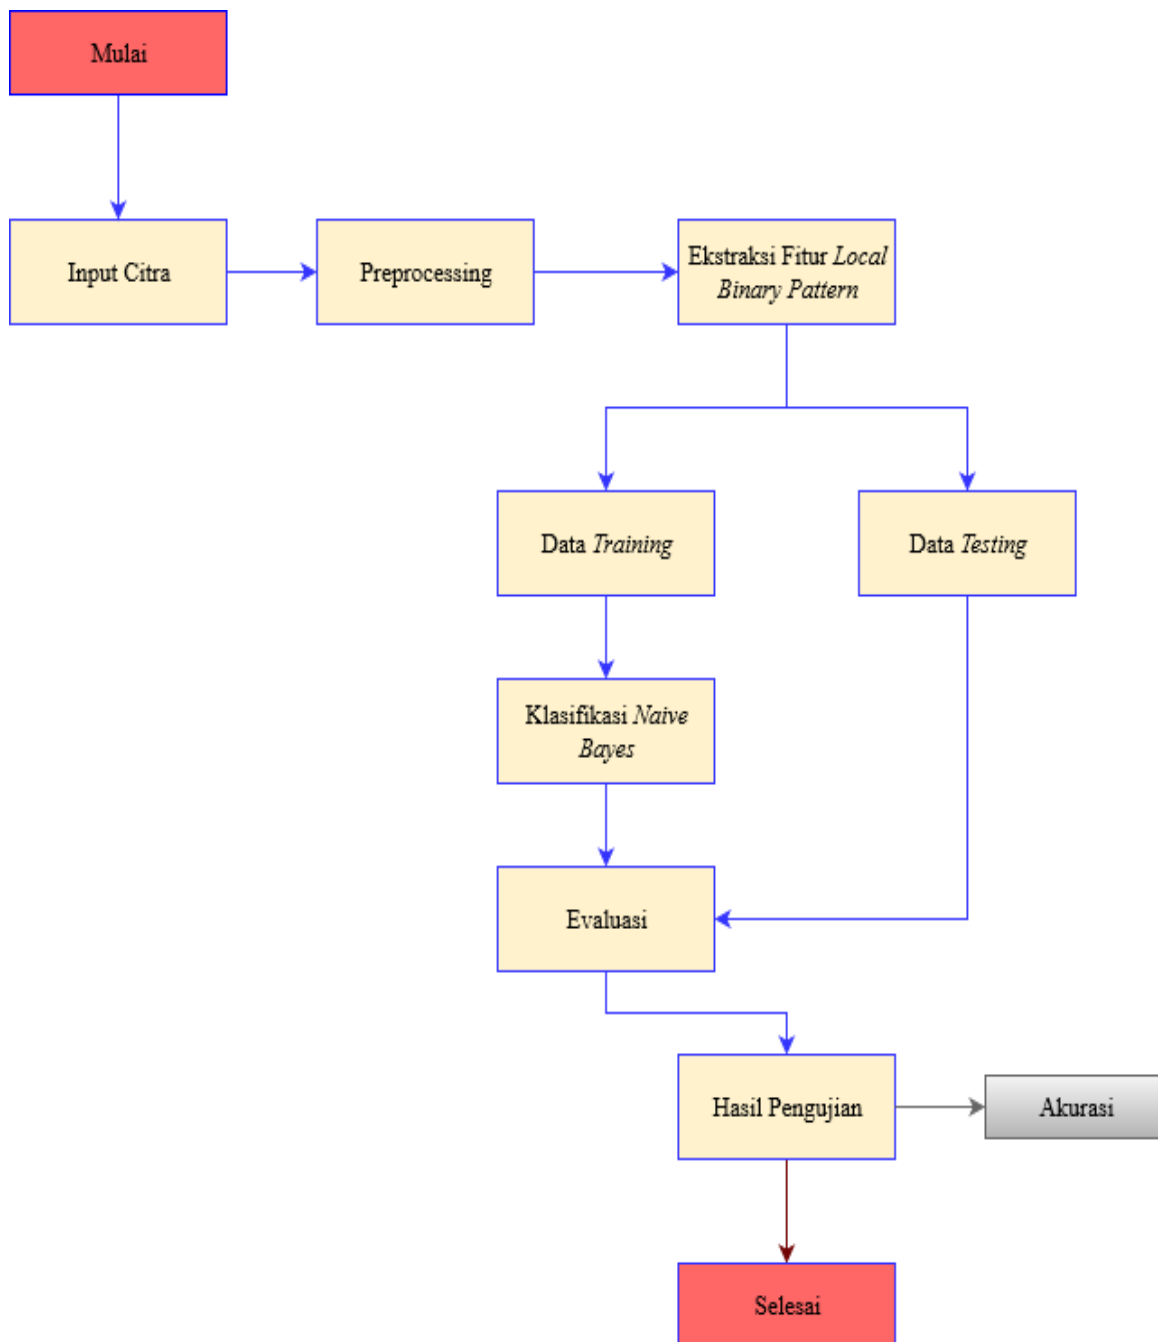 Mulai
Input Citra
Preprocessing
Ekstraksi Fitur Local
Binary Pattern
Data Training
Data Testing
Klasifikasi Naive
Bayes
Evaluasi
Hasil Pengujian
Akurasi
Selesai